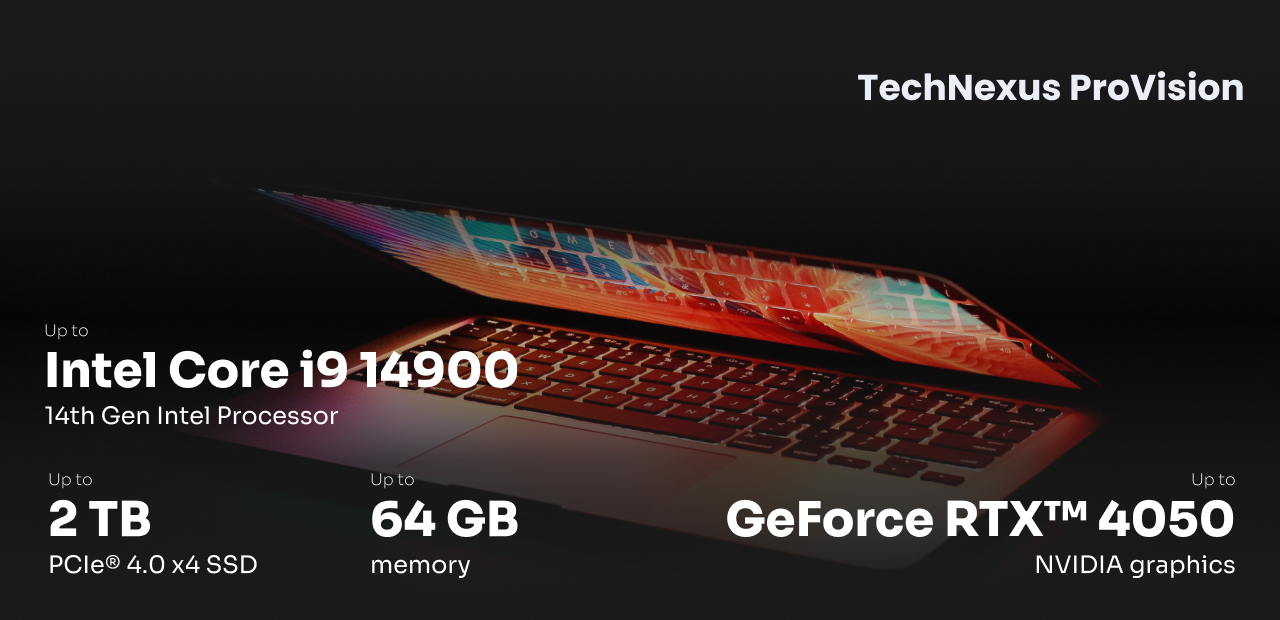 TechNexus ProVision
Up to
Intel Core i9 14900
14th Gen Intel Processor
Up to
2 TB
PCIe® 4.0 x4 SSD
Up to
64 GB
memory
Up to
GeForce RTX™ 4050
NVIDIA graphics